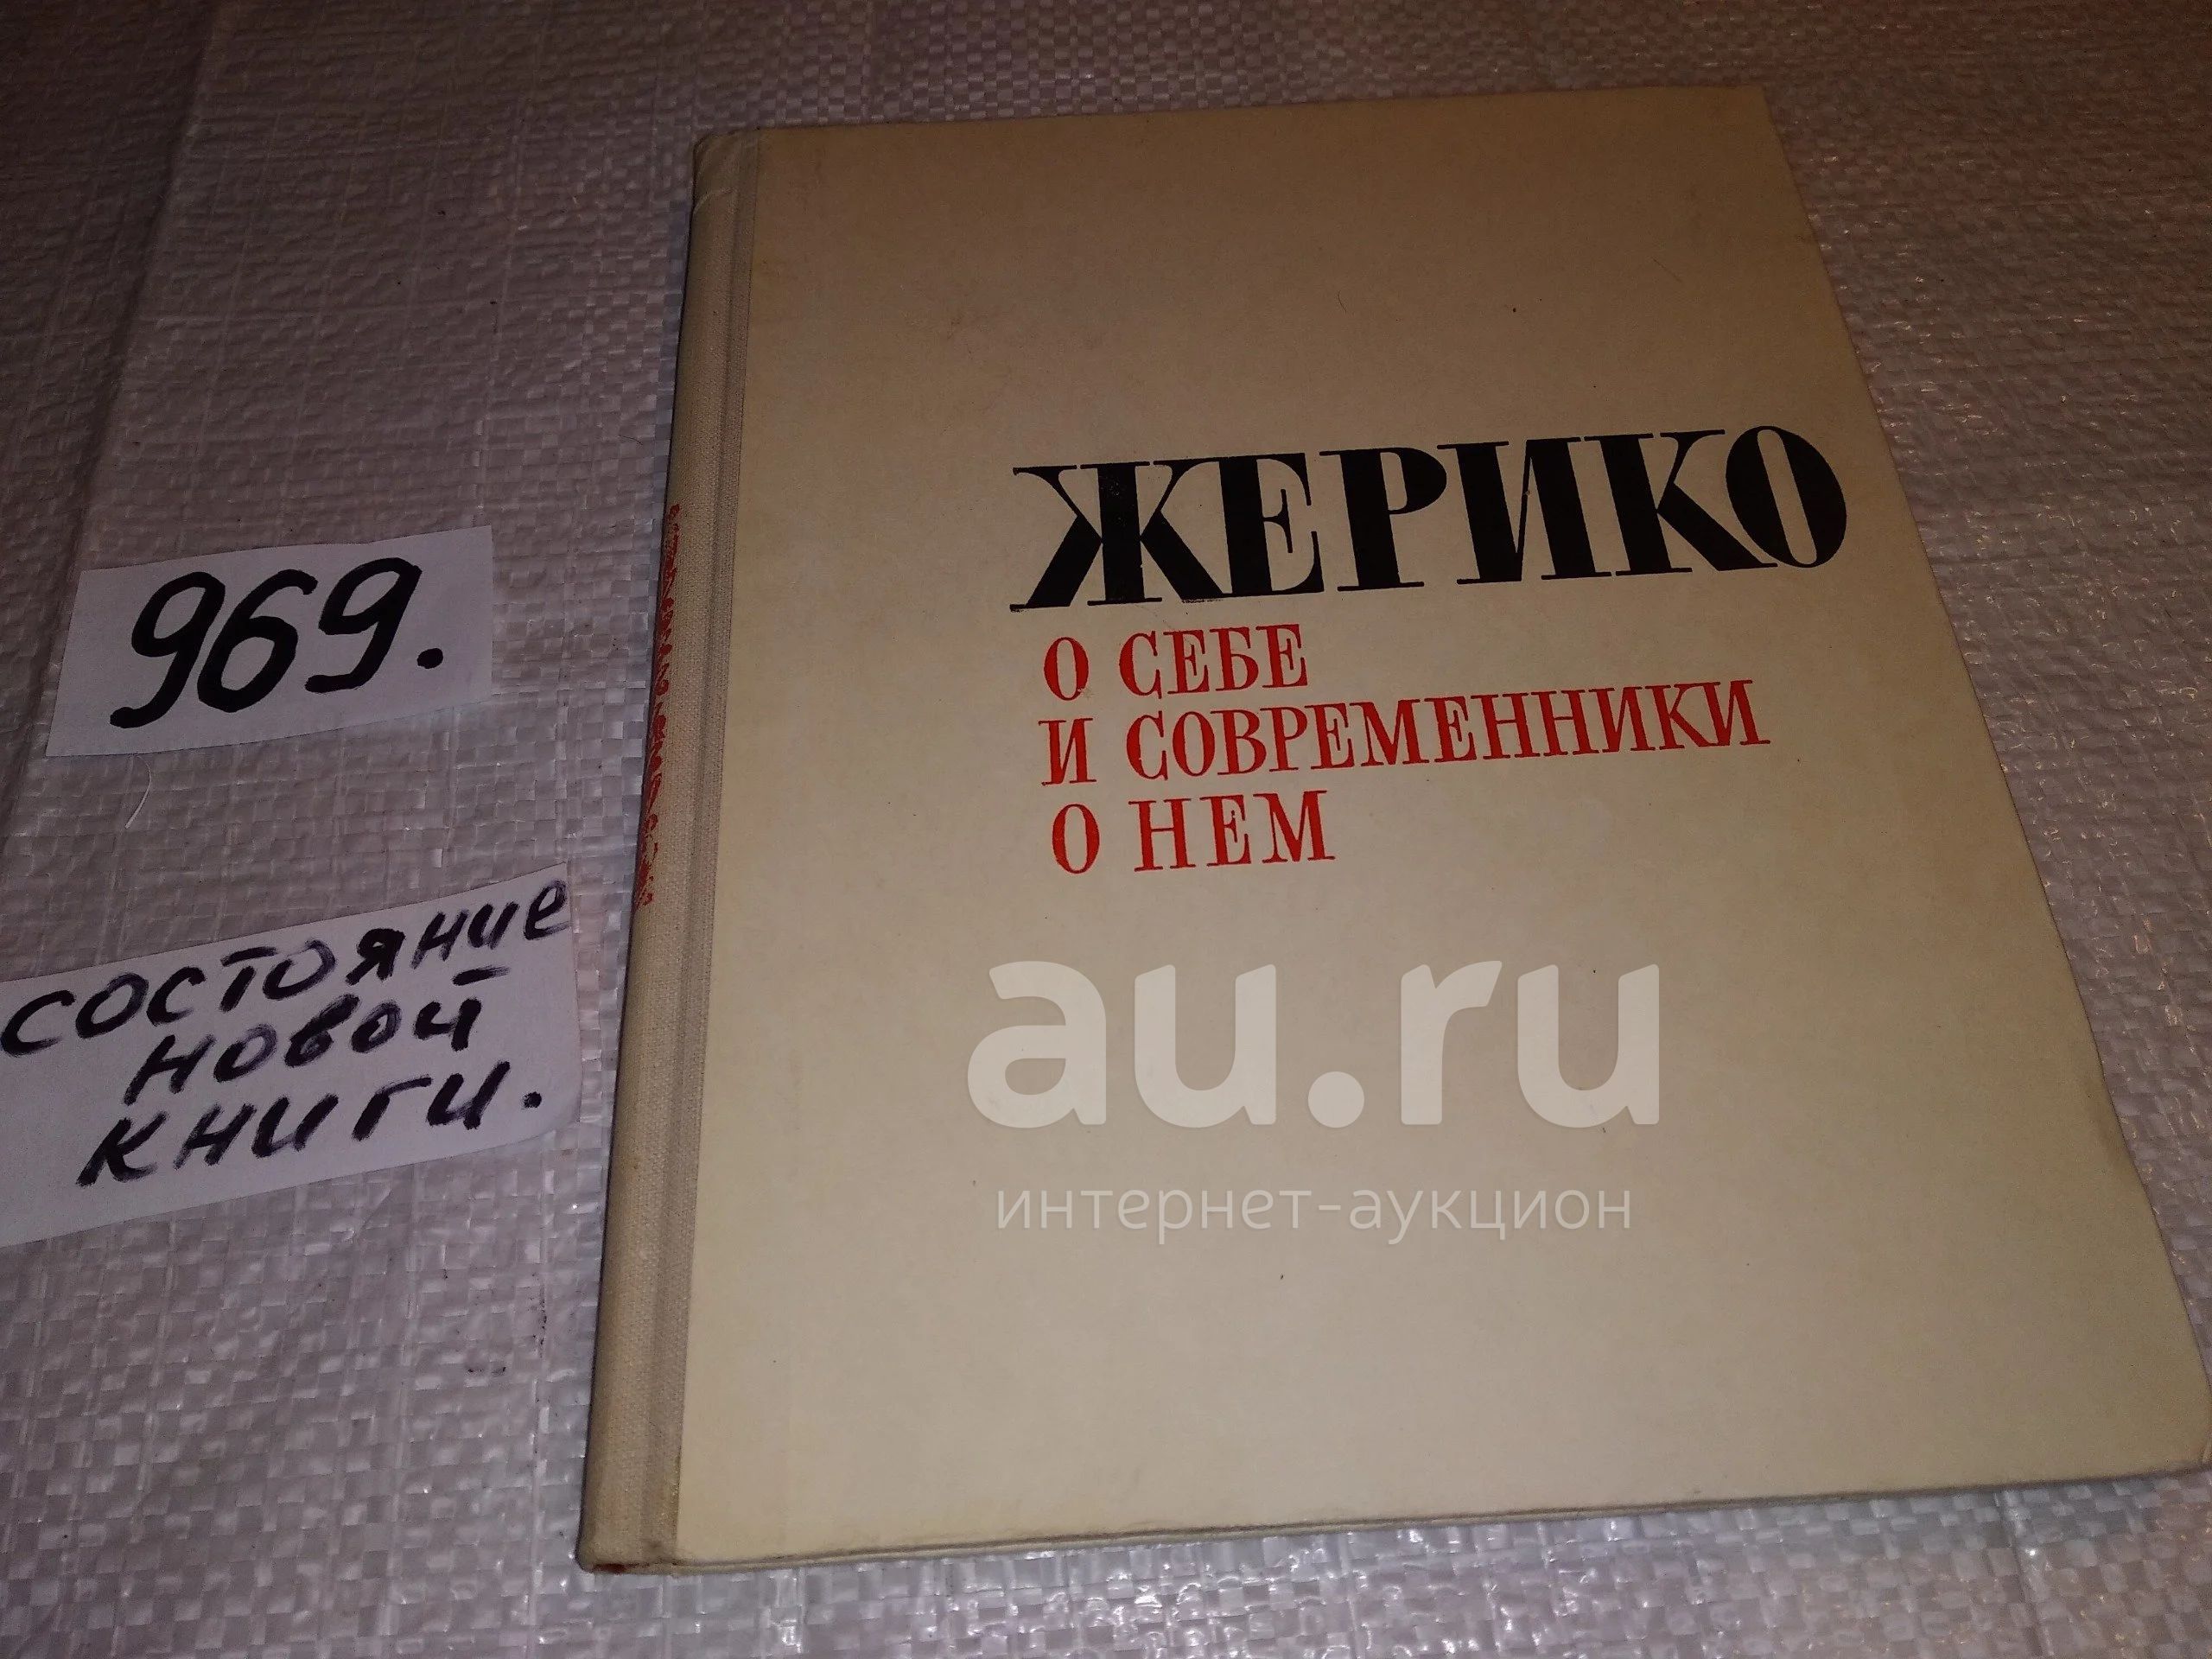 ЖЕРИКО
О СЕБЕ
И СОВРЕМЕННИКИ
О НЕМ
969.
состояние
новой
книги.
au.ru
интернет-аукцион